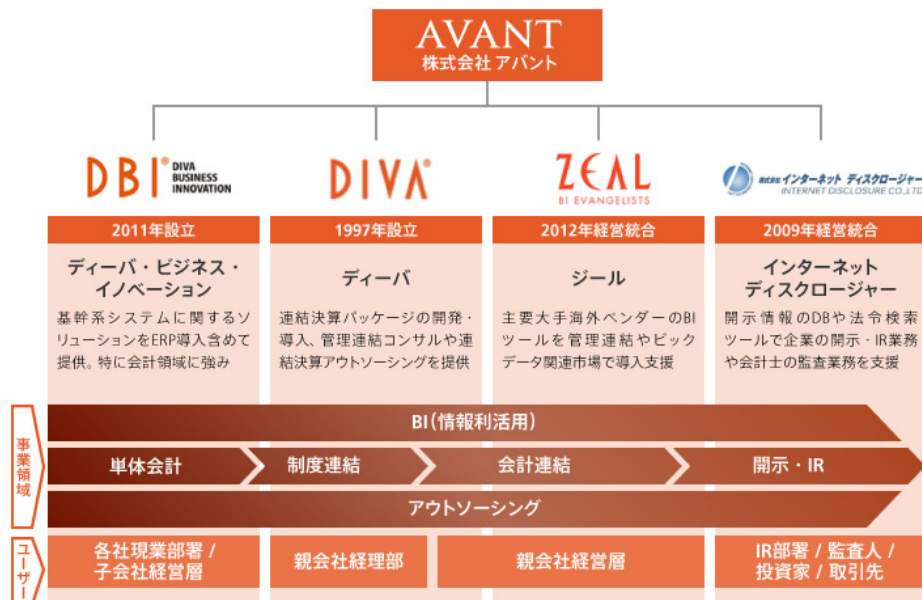 AVANT
株式会社 アバント
DBI® DIVA
BUSINESS
INNOVATION
DIVA®
ZEAL
BI EVANGELISTS
株式会社 インターネット ディスクロージャー
INTERNET DISCLOSURE CO.,LTD
2011年設立
ディーバ・ビジネス・
イノベーション
基幹系システムに関するソ
リューションをERP導入含めて
提供。特に会計領域に強み
1997年設立
ディーバ
連結決算パッケージの開発・
導入、管理連結コンサルや連
結決算アウトソーシングを提供
2012年経営統合
ジール
主要大手海外ベンダーのBI
ツールを管理連結やビック
データ関連市場で導入支援
2009年経営統合
インターネット
ディスクロージャー
開示情報のDBや法令検索
ツールで企業の開示・IR業務
や会計士の監査業務を支援
事業領域
BI(情報利活用)
単体会計
制度連結
会計連結
開示・IR
アウトソーシング
ユーザー
各社現業部署 /
子会社経営層
親会社経理部
親会社経営層
IR部署 / 監査人 /
投資家 / 取引先